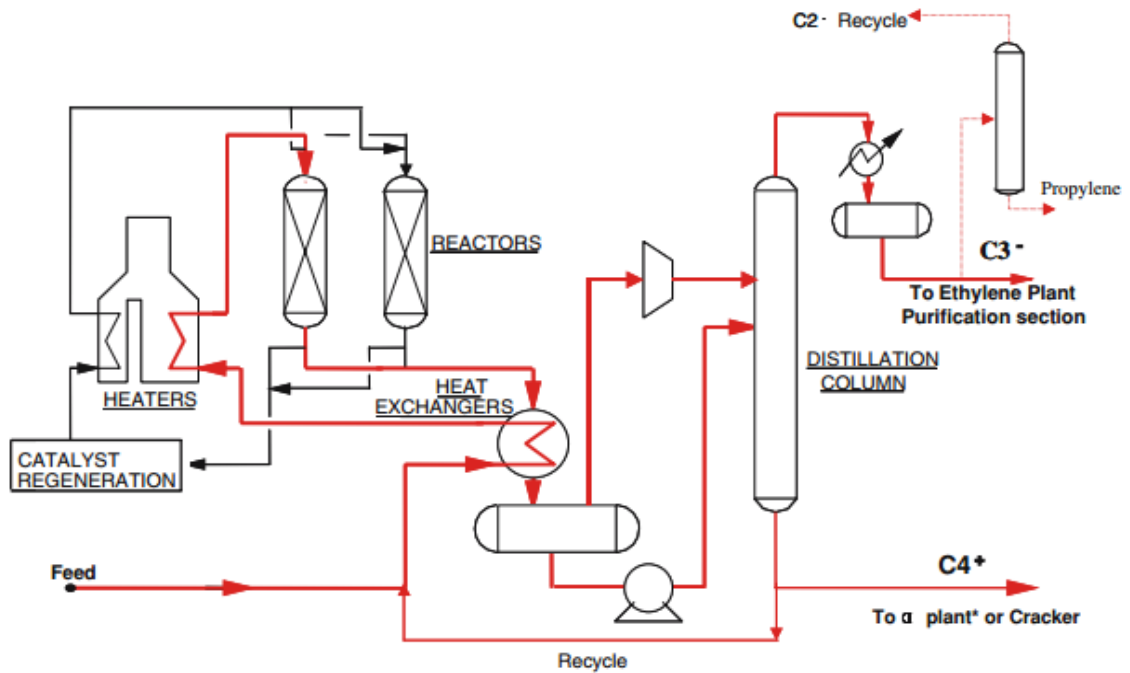 C2- Recycle
Propylene
REACTORS
C3-
To Ethylene Plant
Purification section
DISTILLATION
COLUMN
HEATERS
HEAT
EXCHANGERS
CATALYST
REGENERATION
Feed
C4+
To α plant* or Cracker
Recycle